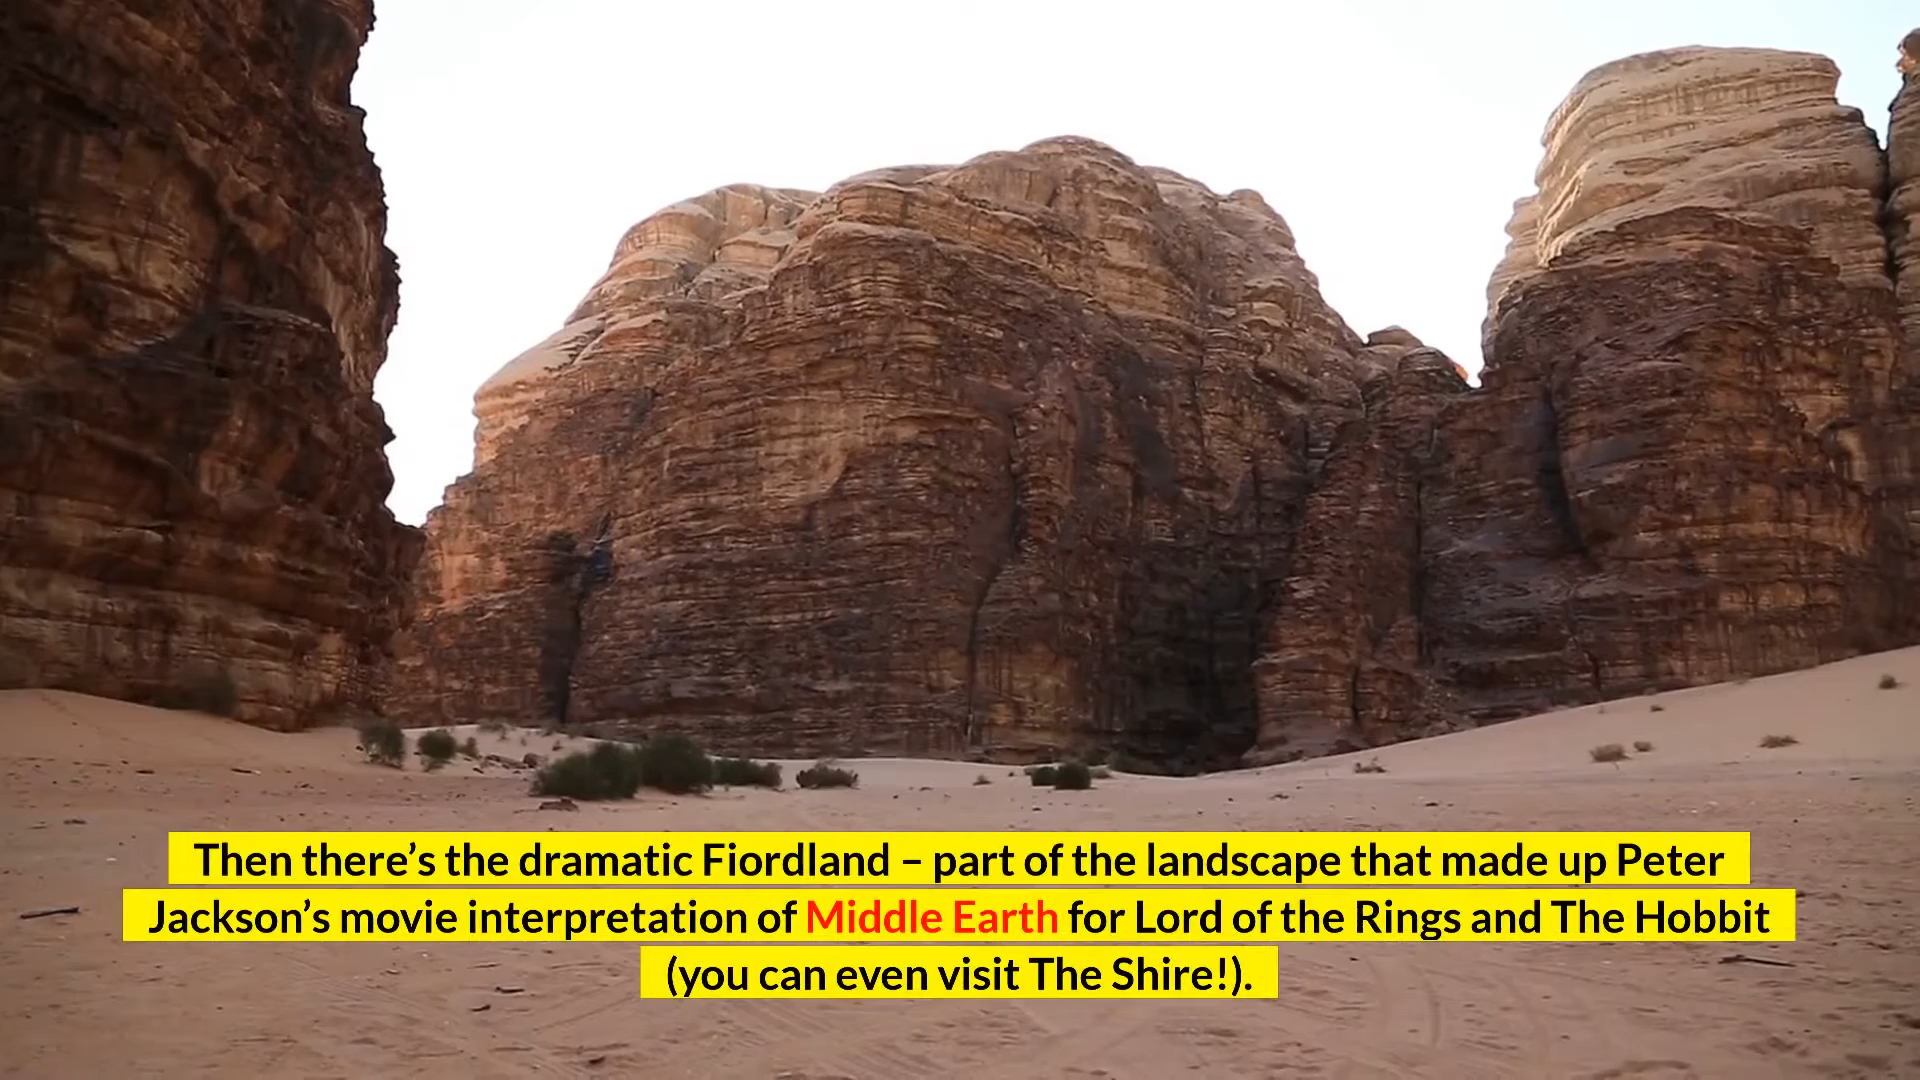 Then there’s the dramatic Fiordland – part of the landscape that made up Peter
Jackson’s movie interpretation of Middle Earth for Lord of the Rings and The Hobbit
(you can even visit The Shire!).